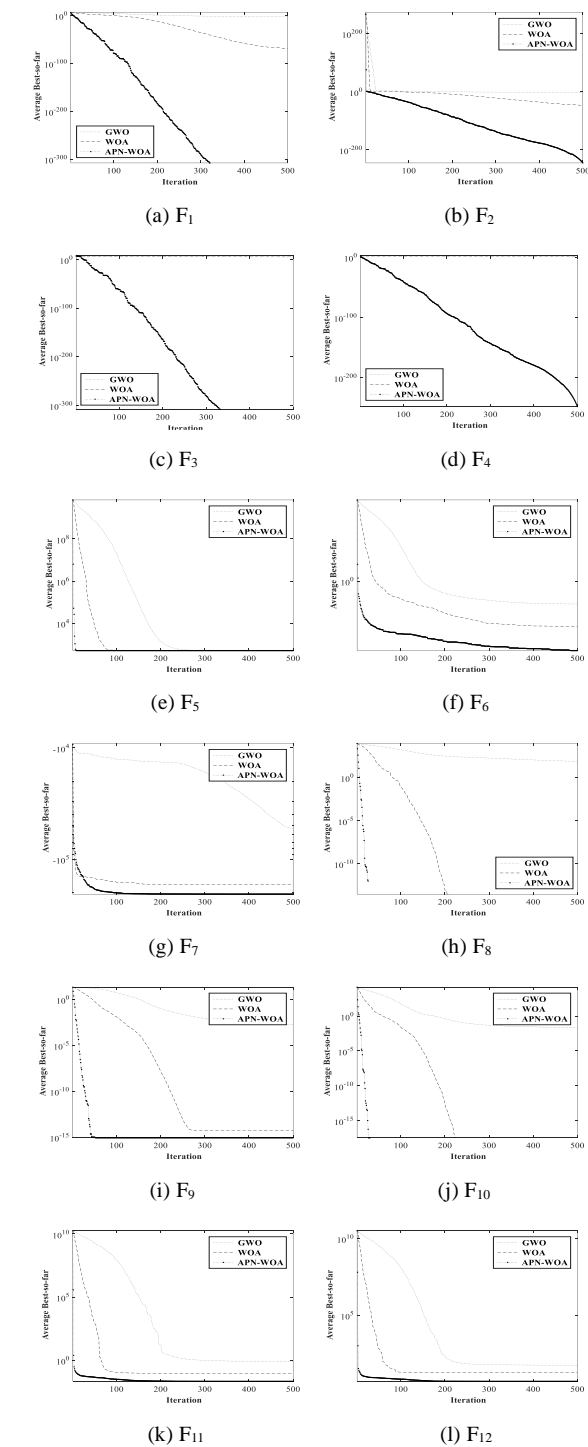 10^0
10^-100
10^-200
10^-300
Average Best-so-far
GWO
WOA
APN-WOA
100 200 300 400 500
Iteration
(a) F1
10^200
10^0
10^-200
Average Best-so-far
GWO
WOA
APN-WOA
100 200 300 400 500
Iteration
(b) F2
10^0
10^-100
10^-200
10^-300
Average Best-so-far
GWO
WOA
APN-WOA
100 200 300 400 500
Iteration
(c) F3
10^0
10^-100
10^-200
Average Best-so-far
GWO
WOA
APN-WOA
100 200 300 400 500
Iteration
(d) F4
10^8
10^6
10^4
Average Best-so-far
GWO
WOA
APN-WOA
100 200 300 400 500
Iteration
(e) F5
10^0
Average Best-so-far
GWO
WOA
APN-WOA
100 200 300 400 500
Iteration
(f) F6
-10^4
-10^5
Average Best-so-far
GWO
WOA
APN-WOA
100 200 300 400 500
Iteration
(g) F7
10^0
10^-5
10^-10
Average Best-so-far
GWO
WOA
APN-WOA
100 200 300 400 500
Iteration
(h) F8
10^0
10^-5
10^-10
10^-15
Average Best-so-far
GWO
WOA
APN-WOA
100 200 300 400 500
Iteration
(i) F9
10^0
10^-5
10^-10
10^-15
Average Best-so-far
GWO
WOA
APN-WOA
100 200 300 400 500
Iteration
(j) F10
10^10
10^5
10^0
Average Best-so-far
GWO
WOA
APN-WOA
100 200 300 400 500
Iteration
(k) F11
10^10
10^5
Average Best-so-far
GWO
WOA
APN-WOA
100 200 300 400 500
Iteration
(l) F12